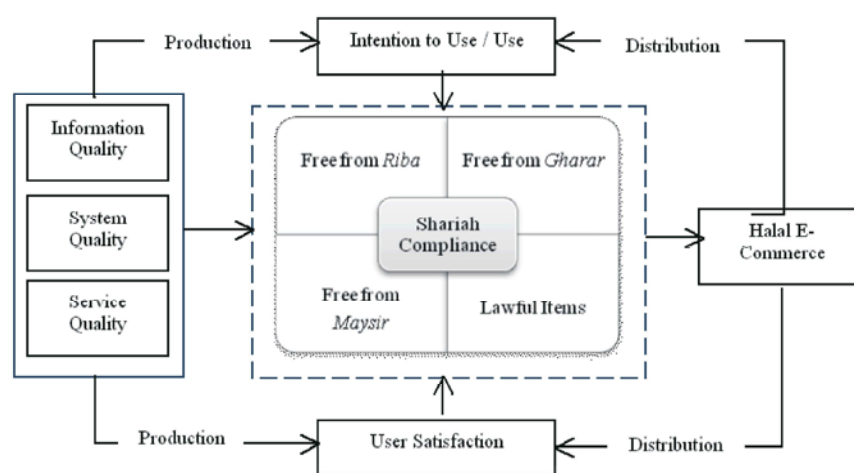 Production
Intention to Use / Use
Distribution
Information
Quality
System
Quality
Service
Quality
Free from Riba
Free from Gharar
Shariah
Compliance
Free from
Maysir
Lawful Items
Halal E-
Commerce
Production
User Satisfaction
Distribution